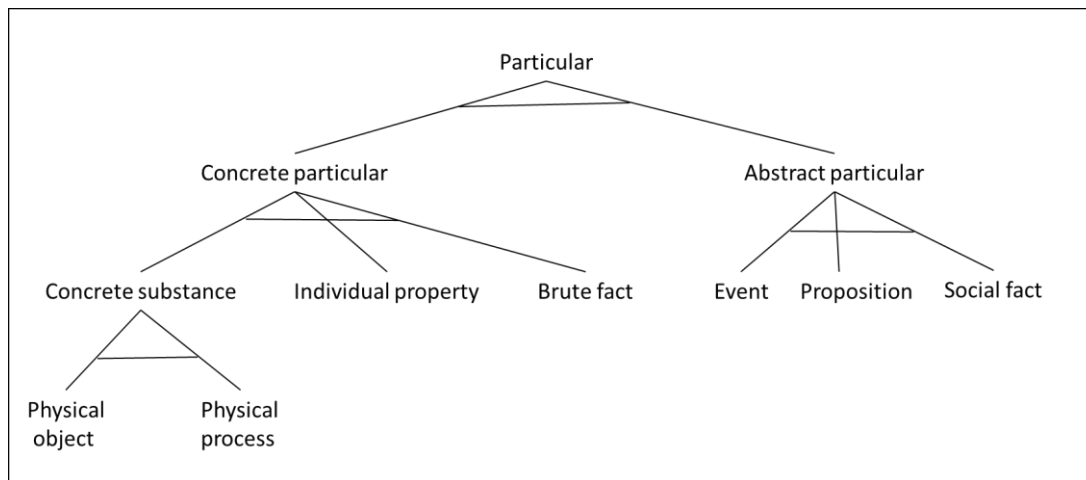 Particular
Concrete particular
Abstract particular
Concrete substance
Individual property
Brute fact
Event
Proposition
Social fact
Physical
object
Physical
process